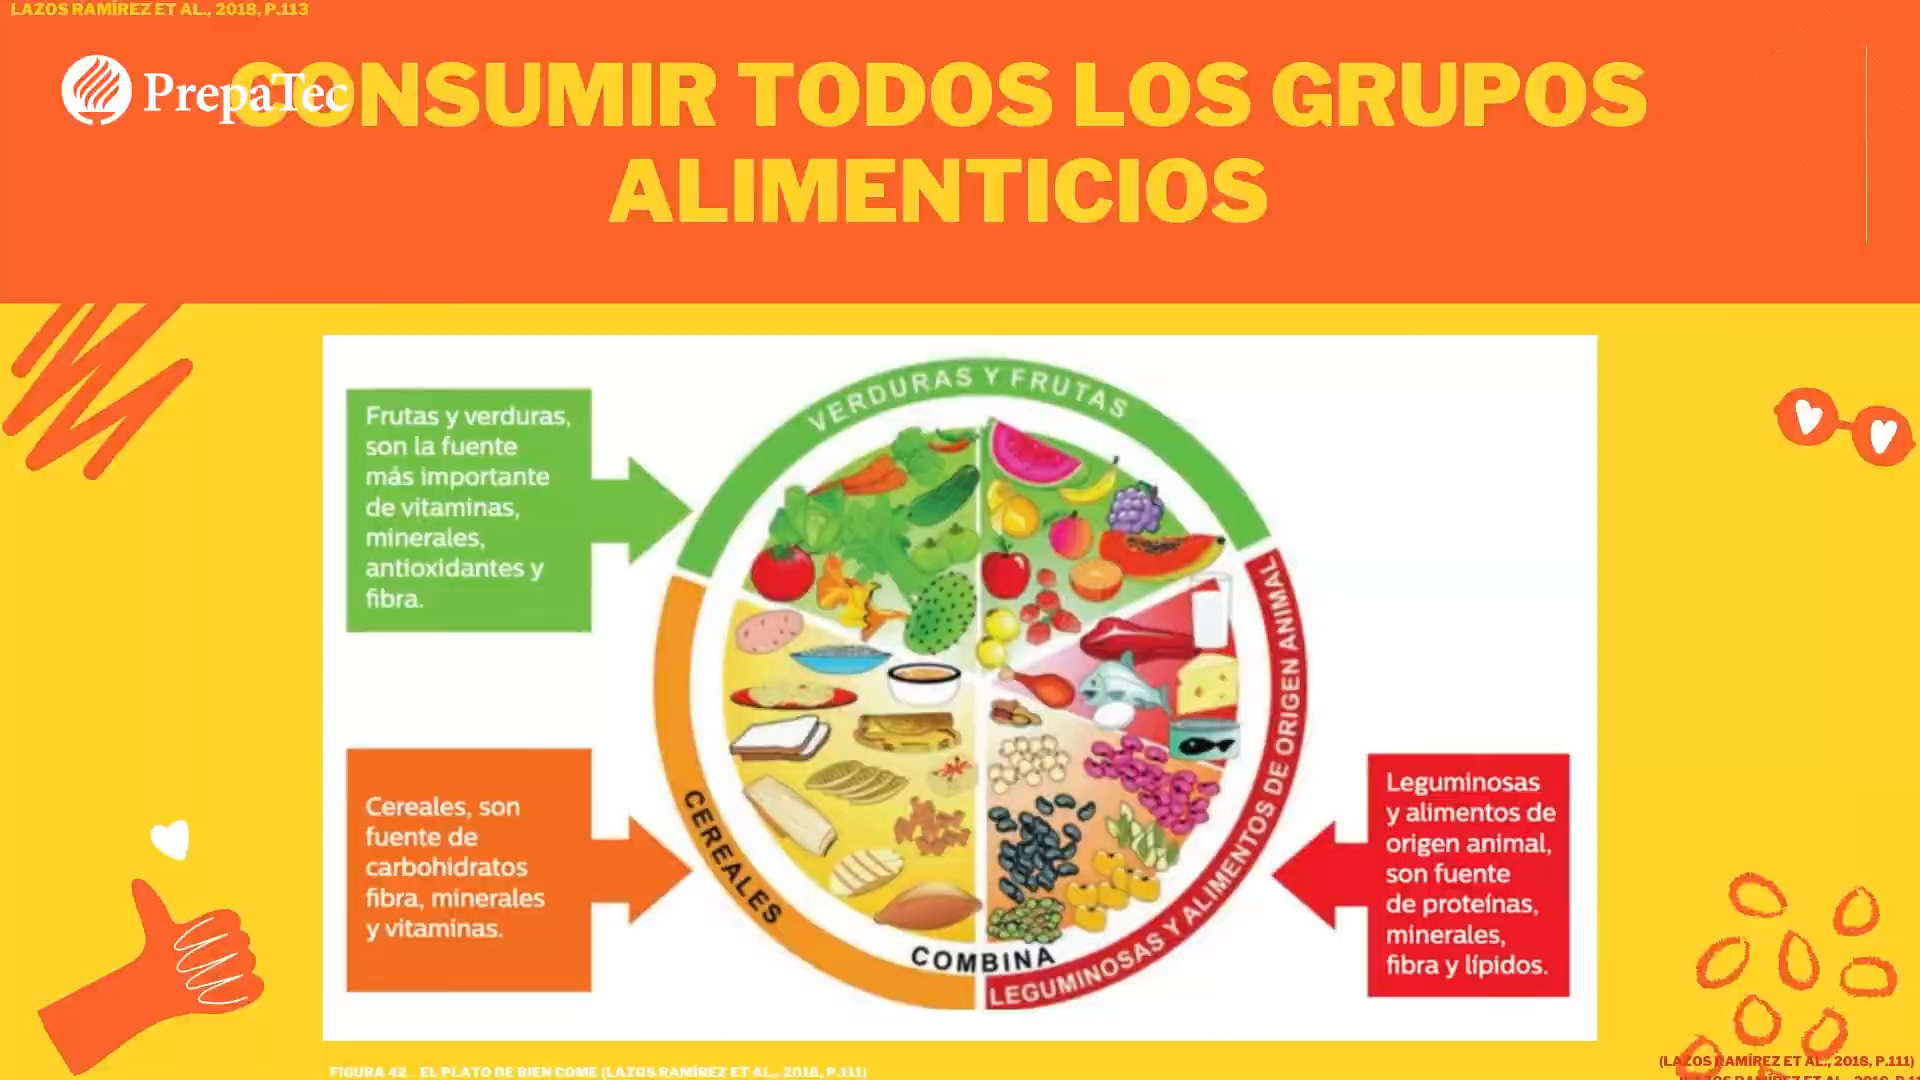 LAZOS RAMÍREZ ET AL., 2018, P.113
PrepaTec
CONSUMIR TODOS LOS GRUPOS
ALIMENTICIOS
VERDURAS Y FRUTAS
Frutas y verduras,
son la fuente
más importante
de vitaminas,
minerales,
antioxidantes y
fibra.
Cereales, son
fuente de
carbohidratos
fibra, minerales
y vitaminas.
CEREALES
COMBINA
LEGUMINOSAS Y ALIMENTOS DE ORIGEN ANIMAL
Leguminosas
y alimentos de
origen animal,
son fuente
de proteínas,
minerales,
fibra y lípidos.
FIGURA 42.. EL PLATO DE BIEN COME (LAZOS RAMÍREZ ET AL., 2018, P.111)
(LAZOS RAMÍREZ ET AL., 2018, P.111)